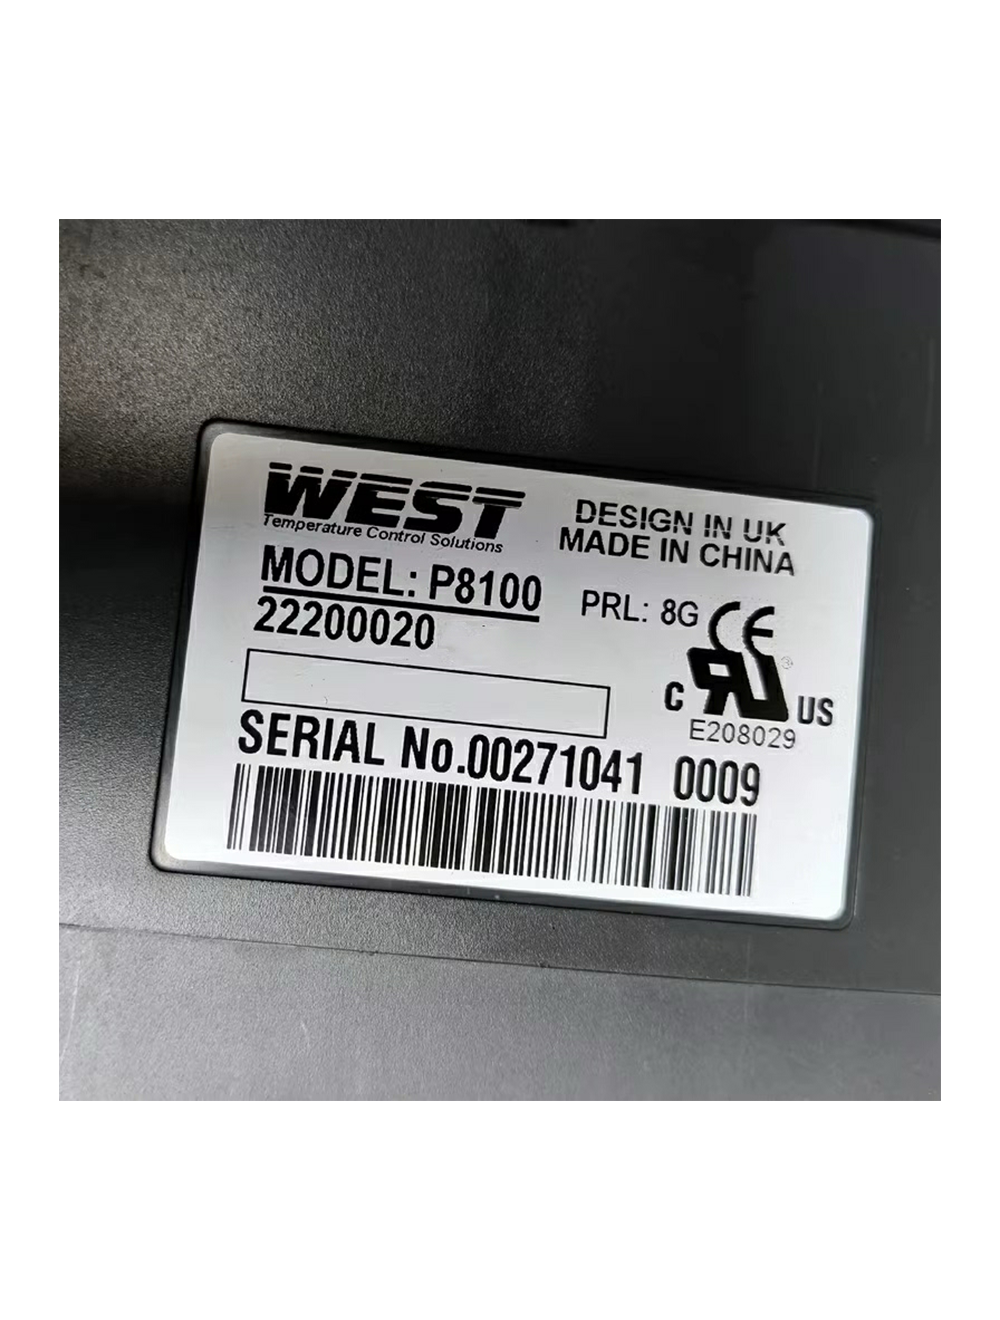 WEST
Temperature Control Solutions
DESIGN IN UK
MADE IN CHINA
MODEL: P8100
22200020
PRL: 8G
CE
C RU ® US
E208029
SERIAL No.00271041 0009